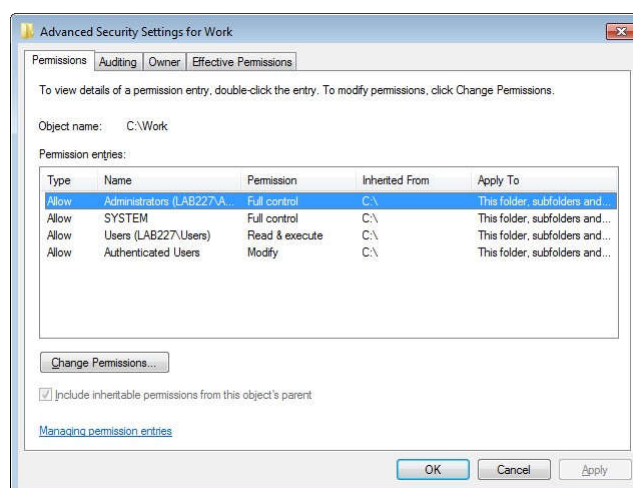 Advanced Security Settings for Work
Permissions Auditing Owner Effective Permissions
To view details of a permission entry, double-click the entry. To modify permissions, click Change Permissions.
Object name: C:\Work
Permission entries:
Type Name Permission Inherited From Apply To
Allow Administrators (LAB227\A... Full control C:\ This folder, subfolders and...
Allow SYSTEM Full control C:\ This folder, subfolders and...
Allow Users (LAB227\Users) Read & execute C:\ This folder, subfolders and...
Allow Authenticated Users Modify C:\ This folder, subfolders and...
Change Permissions...
Include inheritable permissions from this object's parent
Managing permission entries
OK Cancel Apply